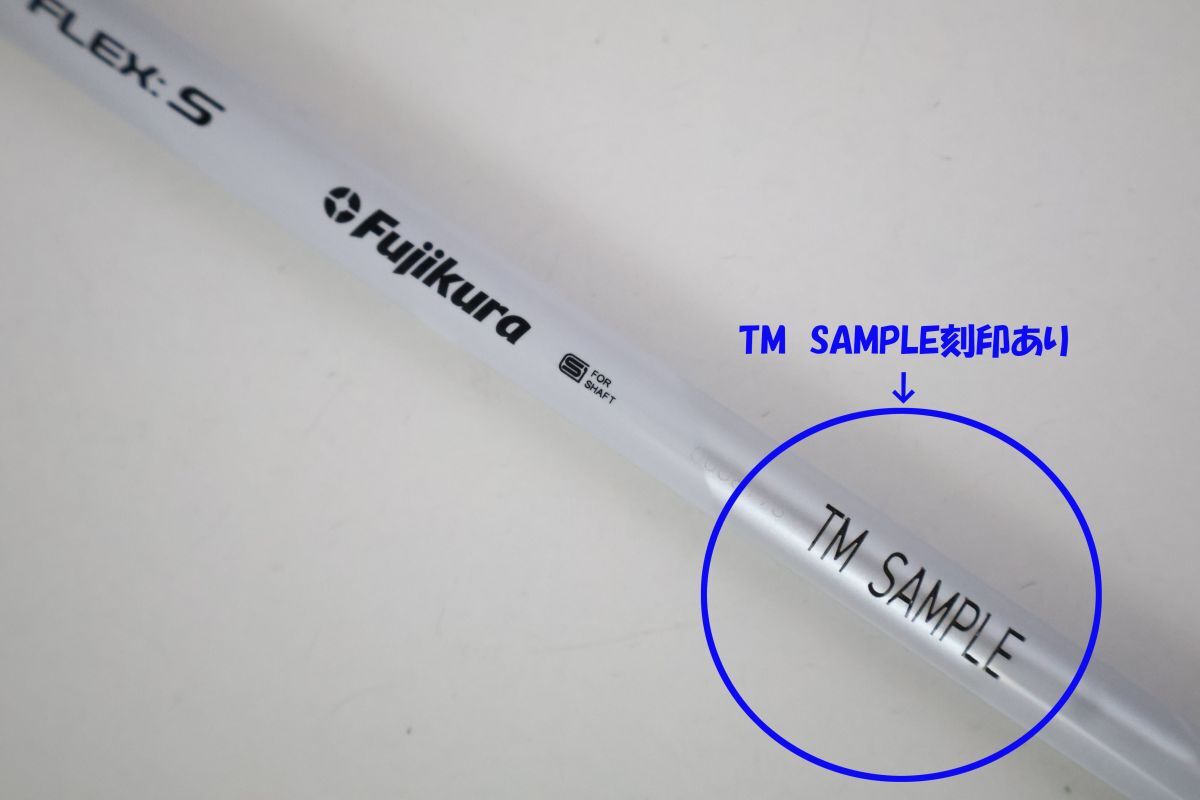 FLEX: S
Fujikura
S FOR
SHAFT
TM SAMPLE刻印あり
↓
TM SAMPLE